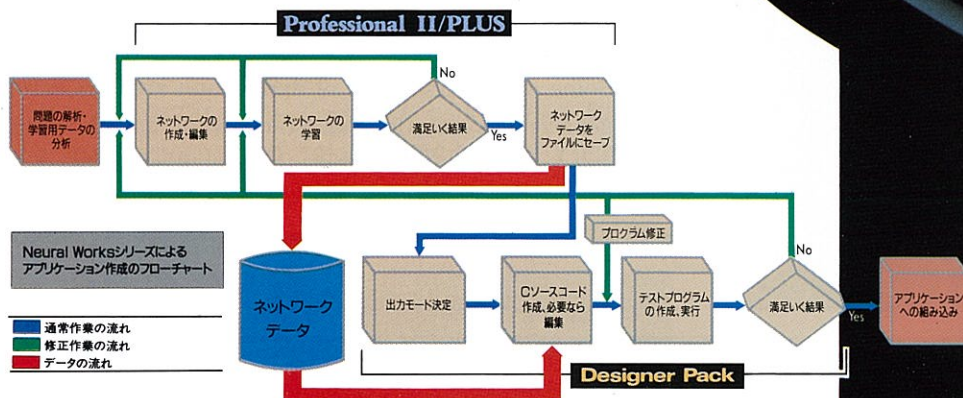 Professional II/PLUS
No
問題の解析・
学習用データの
分析
ネットワークの
作成・編集
ネットワークの
学習
満足いく結果
Yes
ネットワーク
データを
ファイルにセーブ
プログラム修正
No
Neural Worksシリーズによる
アプリケーション作成のフローチャート
ネットワーク
データ
出力モード決定
Cソースコード
作成、必要なら
編集
テストプログラム
の作成、実行
満足いく結果
Yes
アプリケーション
への組み込み
通常作業の流れ
修正作業の流れ
データの流れ
Designer Pack